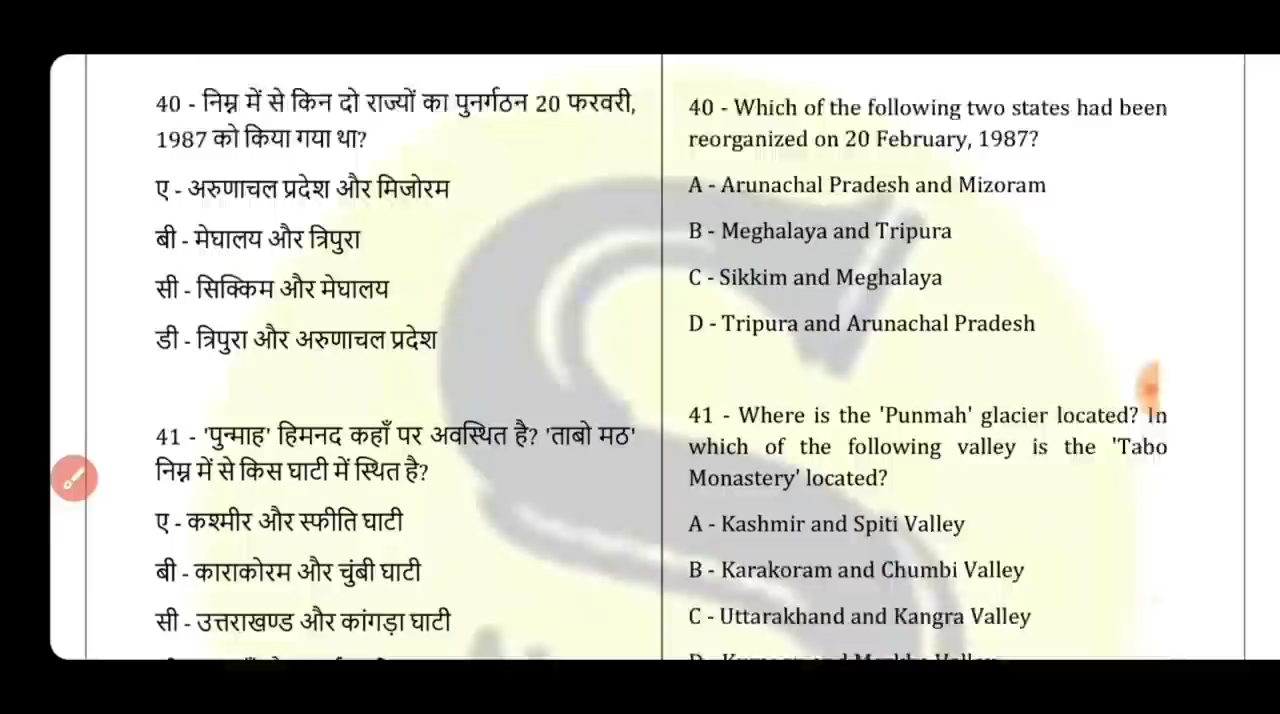 40 - निम्न में से किन दो राज्यों का पुनर्गठन 20 फरवरी,
1987 को किया गया था?
ए - अरुणाचल प्रदेश और मिजोरम
बी - मेघालय और त्रिपुरा
सी - सिक्किम और मेघालय
डी - त्रिपुरा और अरुणाचल प्रदेश
41 - 'पुन्माह' हिमनद कहाँ पर अवस्थित है? 'ताबो मठ'
निम्न में से किस घाटी में स्थित है?
ए - कश्मीर और स्फीति घाटी
बी - काराकोरम और चुंबी घाटी
सी - उत्तराखण्ड और कांगड़ा घाटी
40 - Which of the following two states had been
reorganized on 20 February, 1987?
A - Arunachal Pradesh and Mizoram
B - Meghalaya and Tripura
C - Sikkim and Meghalaya
D - Tripura and Arunachal Pradesh
41 - Where is the 'Punmah' glacier located? In
which of the following valley is the 'Tabo
Monastery' located?
A - Kashmir and Spiti Valley
B - Karakoram and Chumbi Valley
C - Uttarakhand and Kangra Valley